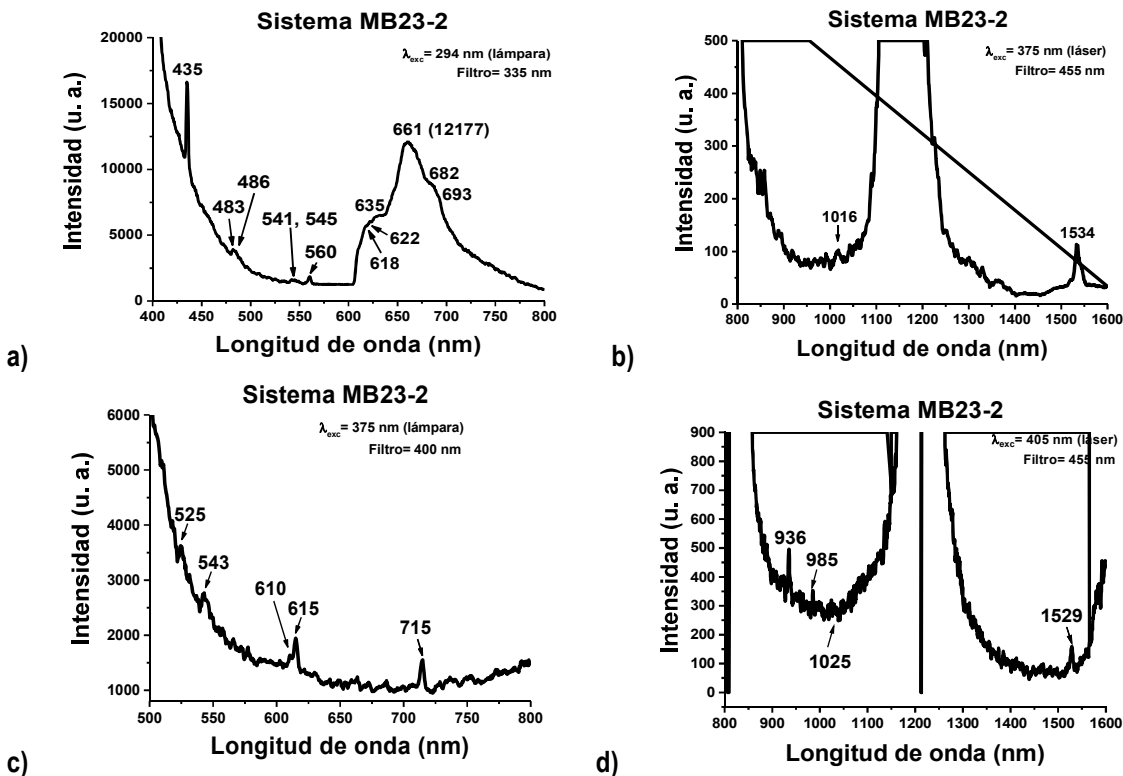 Sistema MB23-2
λexc= 294 nm (lámpara)
Filtro= 335 nm
Intensidad (u. a.)
20000
15000
10000
5000
0
435
483
486
541, 545
560
635
622
618
661 (12177)
682
693
400 450 500 550 600 650 700 750 800
Longitud de onda (nm)
a)
Sistema MB23-2
λexc= 375 nm (láser)
Filtro= 455 nm
Intensidad (u. a.)
500
400
300
200
100
0
1016
1534
800 900 1000 1100 1200 1300 1400 1500 1600
Longitud de onda (nm)
b)
Sistema MB23-2
λexc= 375 nm (lámpara)
Filtro= 400 nm
Intensidad (u. a.)
6000
5000
4000
3000
2000
1000
525
543
610
615
715
500 550 600 650 700 750 800
Longitud de onda (nm)
c)
Sistema MB23-2
λexc= 405 nm (láser)
Filtro= 455 nm
Intensidad (u. a.)
900
800
700
600
500
400
300
200
100
0
936
985
1025
1529
800 900 1000 1100 1200 1300 1400 1500 1600
Longitud de onda (nm)
d)